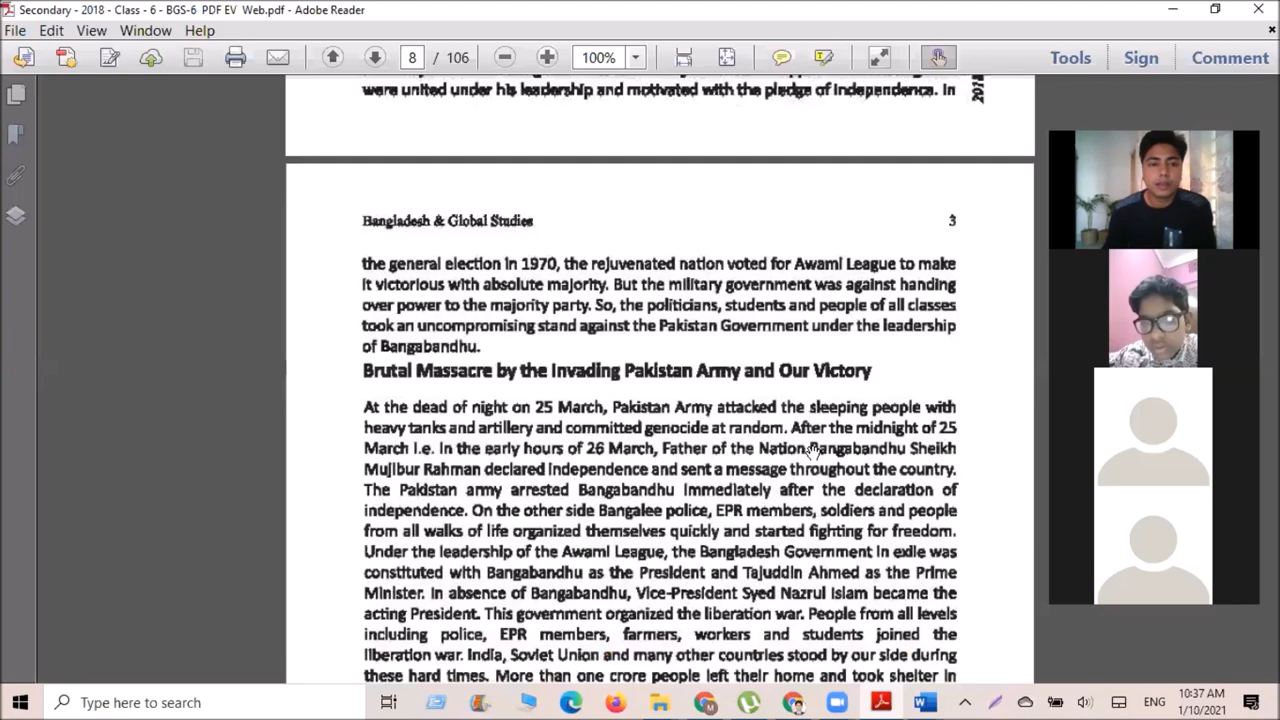 Secondary - 2018 - Class - 6 - BGS-6 PDF EV Web.pdf - Adobe Reader
File Edit View Window Help
8 / 106 100% Tools Sign Comment
were united under his leadership and motivated with the pledge of independence. In
Bangladesh & Global Studies 3
the general election in 1970, the rejuvenated nation voted for Awami League to make
it victorious with absolute majority. But the military government was against handing
over power to the majority party. So, the politicians, students and people of all classes
took an uncompromising stand against the Pakistan Government under the leadership
of Bangabandhu.
Brutal Massacre by the Invading Pakistan Army and Our Victory
At the dead of night on 25 March, Pakistan Army attacked the sleeping people with
heavy tanks and artillery and committed genocide at random. After the midnight of 25
March i.e. in the early hours of 26 March, Father of the Nation Bangabandhu Sheikh
Mujibur Rahman declared independence and sent a message throughout the country.
The Pakistan army arrested Bangabandhu immediately after the declaration of
independence. On the other side Bangalee police, EPR members, soldiers and people
from all walks of life organized themselves quickly and started fighting for freedom.
Under the leadership of the Awami League, the Bangladesh Government in exile was
constituted with Bangabandhu as the President and Tajuddin Ahmed as the Prime
Minister. In absence of Bangabandhu, Vice-President Syed Nazrul Islam became the
acting President. This government organized the liberation war. People from all levels
including police, EPR members, farmers, workers and students joined the
liberation war. India, Soviet Union and many other countries stood by our side during
these hard times. More than one crore people left their home and took shelter in
Type here to search
ENG
10:37 AM
1/10/2021